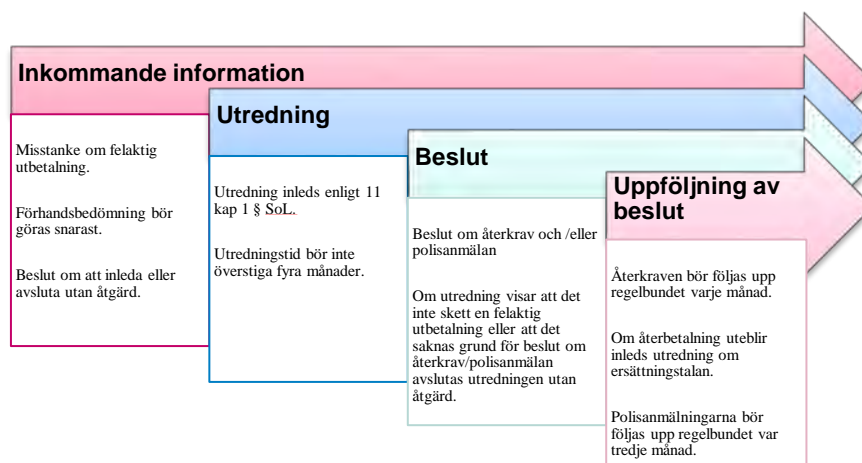 Inkommande information
Misstanke om felaktig
utbetalning.
Förhandsbedömning bör
göras snarast.
Beslut om att inleda eller
avsluta utan åtgärd.
Utredning
Utredning inleds enligt 11
kap 1 § SoL.
Utredningstid bör inte
överstiga fyra månader.
Beslut
Beslut om återkrav och /eller
polisanmälan
Om utredning visar att det
inte skett en felaktig
utbetalning eller att det
saknas grund för beslut om
återkrav/polisanmälan
avslutas utredningen utan
åtgärd.
Uppföljning av
beslut
Återkraven bör följas upp
regelbundet varje månad.
Om återbetalning uteblir
inleds utredning om
ersättningstalan.
Polisanmälningarna bör
följas upp regelbundet var
tredje månad.